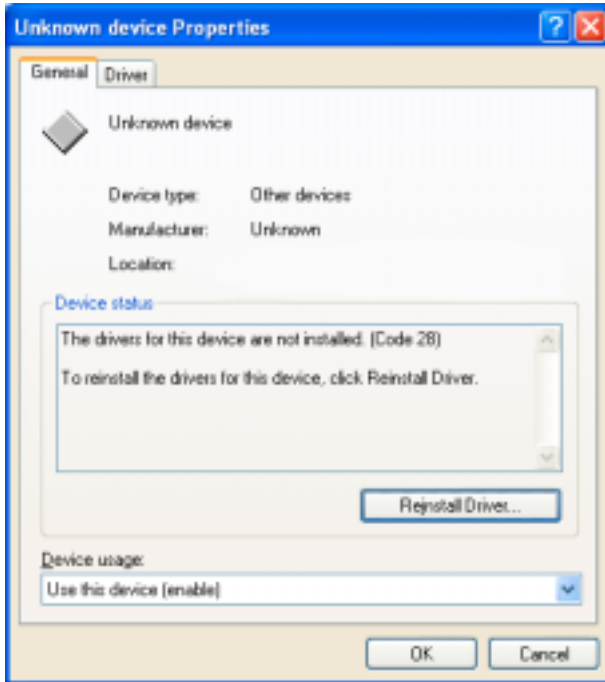 Unknown device Properties
General Driver
Unknown device
Device type: Other devices
Manufacturer: Unknown
Location:
Device status
The drivers for this device are not installed. (Code 28)
To reinstall the drivers for this device, click Reinstall Driver.
Reinstall Driver...
Device usage:
Use this device (enable)
OK Cancel